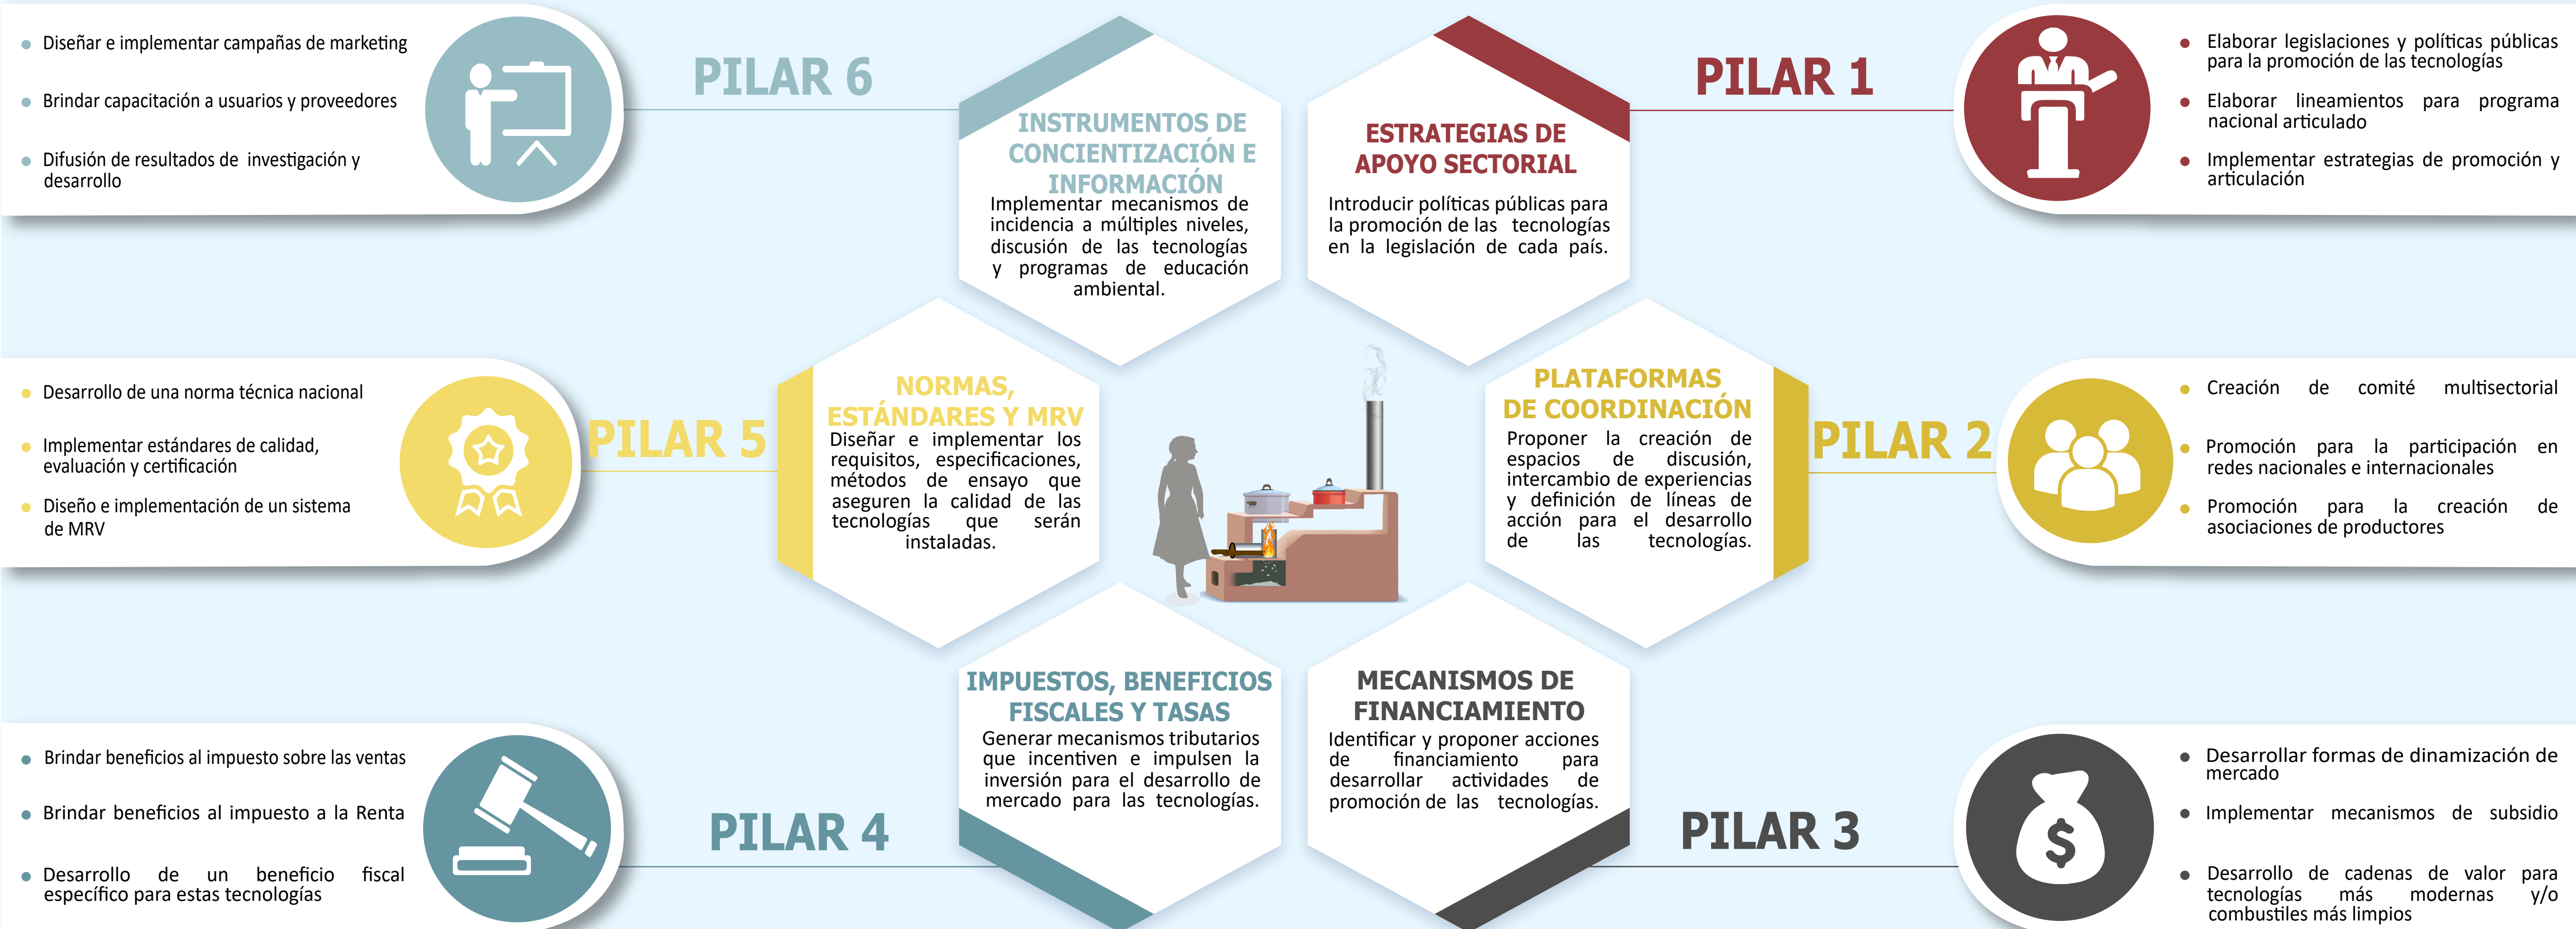 PILAR 1
ESTRATEGIAS DE
APOYO SECTORIAL
Introducir políticas públicas para
la promoción de las tecnologías
en la legislación de cada país.
Elaborar legislaciones y políticas públicas
para la promoción de las tecnologías
Elaborar lineamientos para programa
nacional articulado
Implementar estrategias de promoción y
articulación
PILAR 2
PLATAFORMAS
DE COORDINACIÓN
Proponer la creación de
espacios de discusión,
intercambio de experiencias
y definición de líneas de
acción para el desarrollo
de las tecnologías.
Creación de comité multisectorial
Promoción para la participación en
redes nacionales e internacionales
Promoción para la creación de
asociaciones de productores
PILAR 3
MECANISMOS DE
FINANCIAMIENTO
Identificar y proponer acciones
de financiamiento para
desarrollar actividades de
promoción de las tecnologías.
Desarrollar formas de dinamización de
mercado
Implementar mecanismos de subsidio
Desarrollo de cadenas de valor para
tecnologías más modernas y/o
combustiles más limpios
$
PILAR 4
IMPUESTOS, BENEFICIOS
FISCALES Y TASAS
Generar mecanismos tributarios
que incentiven e impulsen la
inversión para el desarrollo de
mercado para las tecnologías.
Brindar beneficios al impuesto sobre las ventas
Brindar beneficios al impuesto a la Renta
Desarrollo de un beneficio fiscal
específico para estas tecnologías
PILAR 5
NORMAS,
ESTÁNDARES Y MRV
Diseñar e implementar los
requisitos, especificaciones,
métodos de ensayo que
aseguren la calidad de las
tecnologías que serán
instaladas.
Desarrollo de una norma técnica nacional
Implementar estándares de calidad,
evaluación y certificación
Diseño e implementación de un sistema
de MRV
PILAR 6
INSTRUMENTOS DE
CONCIENTIZACIÓN E
INFORMACIÓN
Implementar mecanismos de
incidencia a múltiples niveles,
discusión de las tecnologías
y programas de educación
ambiental.
Diseñar e implementar campañas de marketing
Brindar capacitación a usuarios y proveedores
Difusión de resultados de investigación y
desarrollo